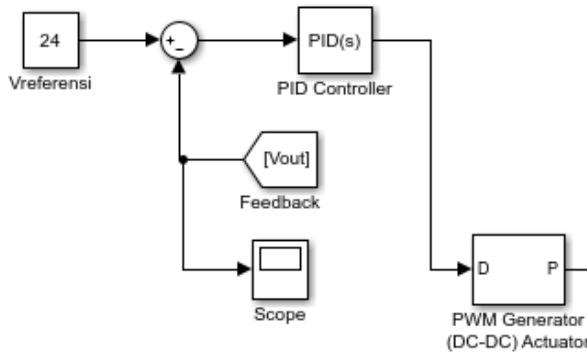 24
Vreferensi
+
-
PID(s)
PID Controller
[Vout]
Feedback
Scope
D
P
PWM Generator
(DC-DC) Actuator